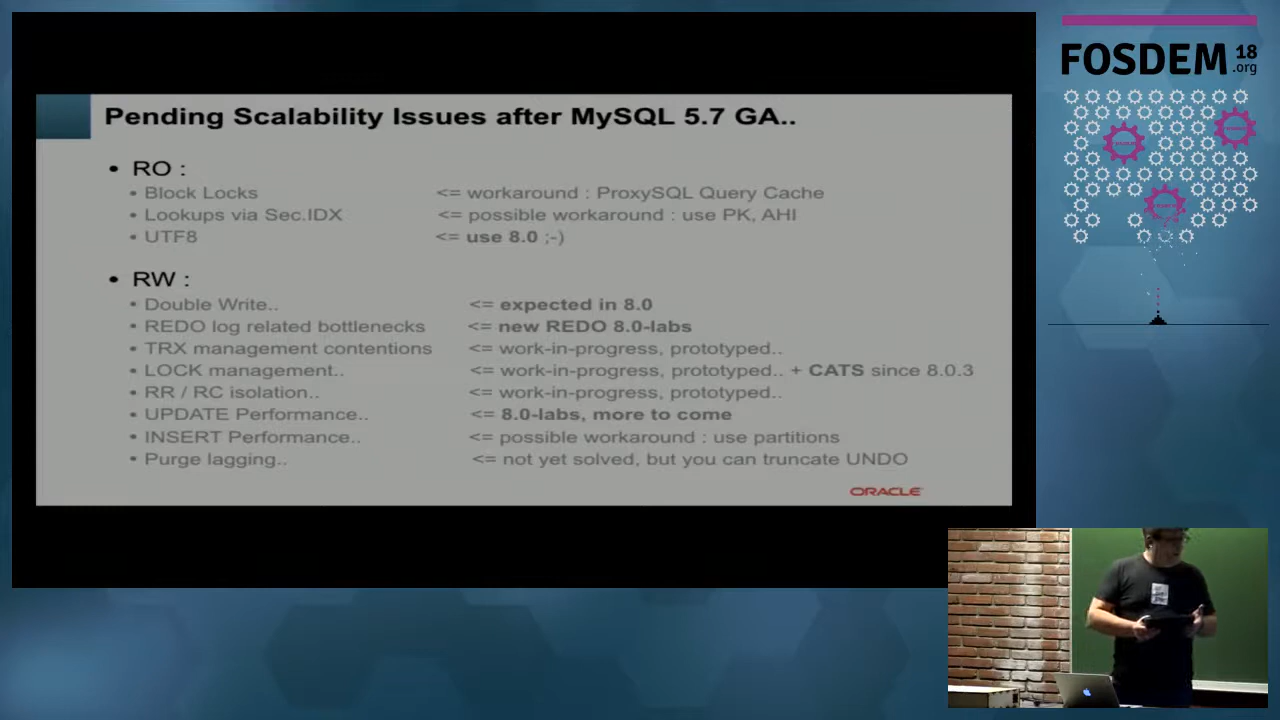 Pending Scalability Issues after MySQL 5.7 GA..
• RO :
• Block Locks <= workaround : ProxySQL Query Cache
• Lookups via Sec.IDX <= possible workaround : use PK, AHI
• UTF8 <= use 8.0 ;-)
• RW :
• Double Write.. <= expected in 8.0
• REDO log related bottlenecks <= new REDO 8.0-labs
• TRX management contentions <= work-in-progress, prototyped..
• LOCK management.. <= work-in-progress, prototyped.. + CATS since 8.0.3
• RR / RC isolation.. <= work-in-progress, prototyped..
• UPDATE Performance.. <= 8.0-labs, more to come
• INSERT Performance.. <= possible workaround : use partitions
• Purge lagging.. <= not yet solved, but you can truncate UNDO
ORACLE
FOSDEM 18
.org